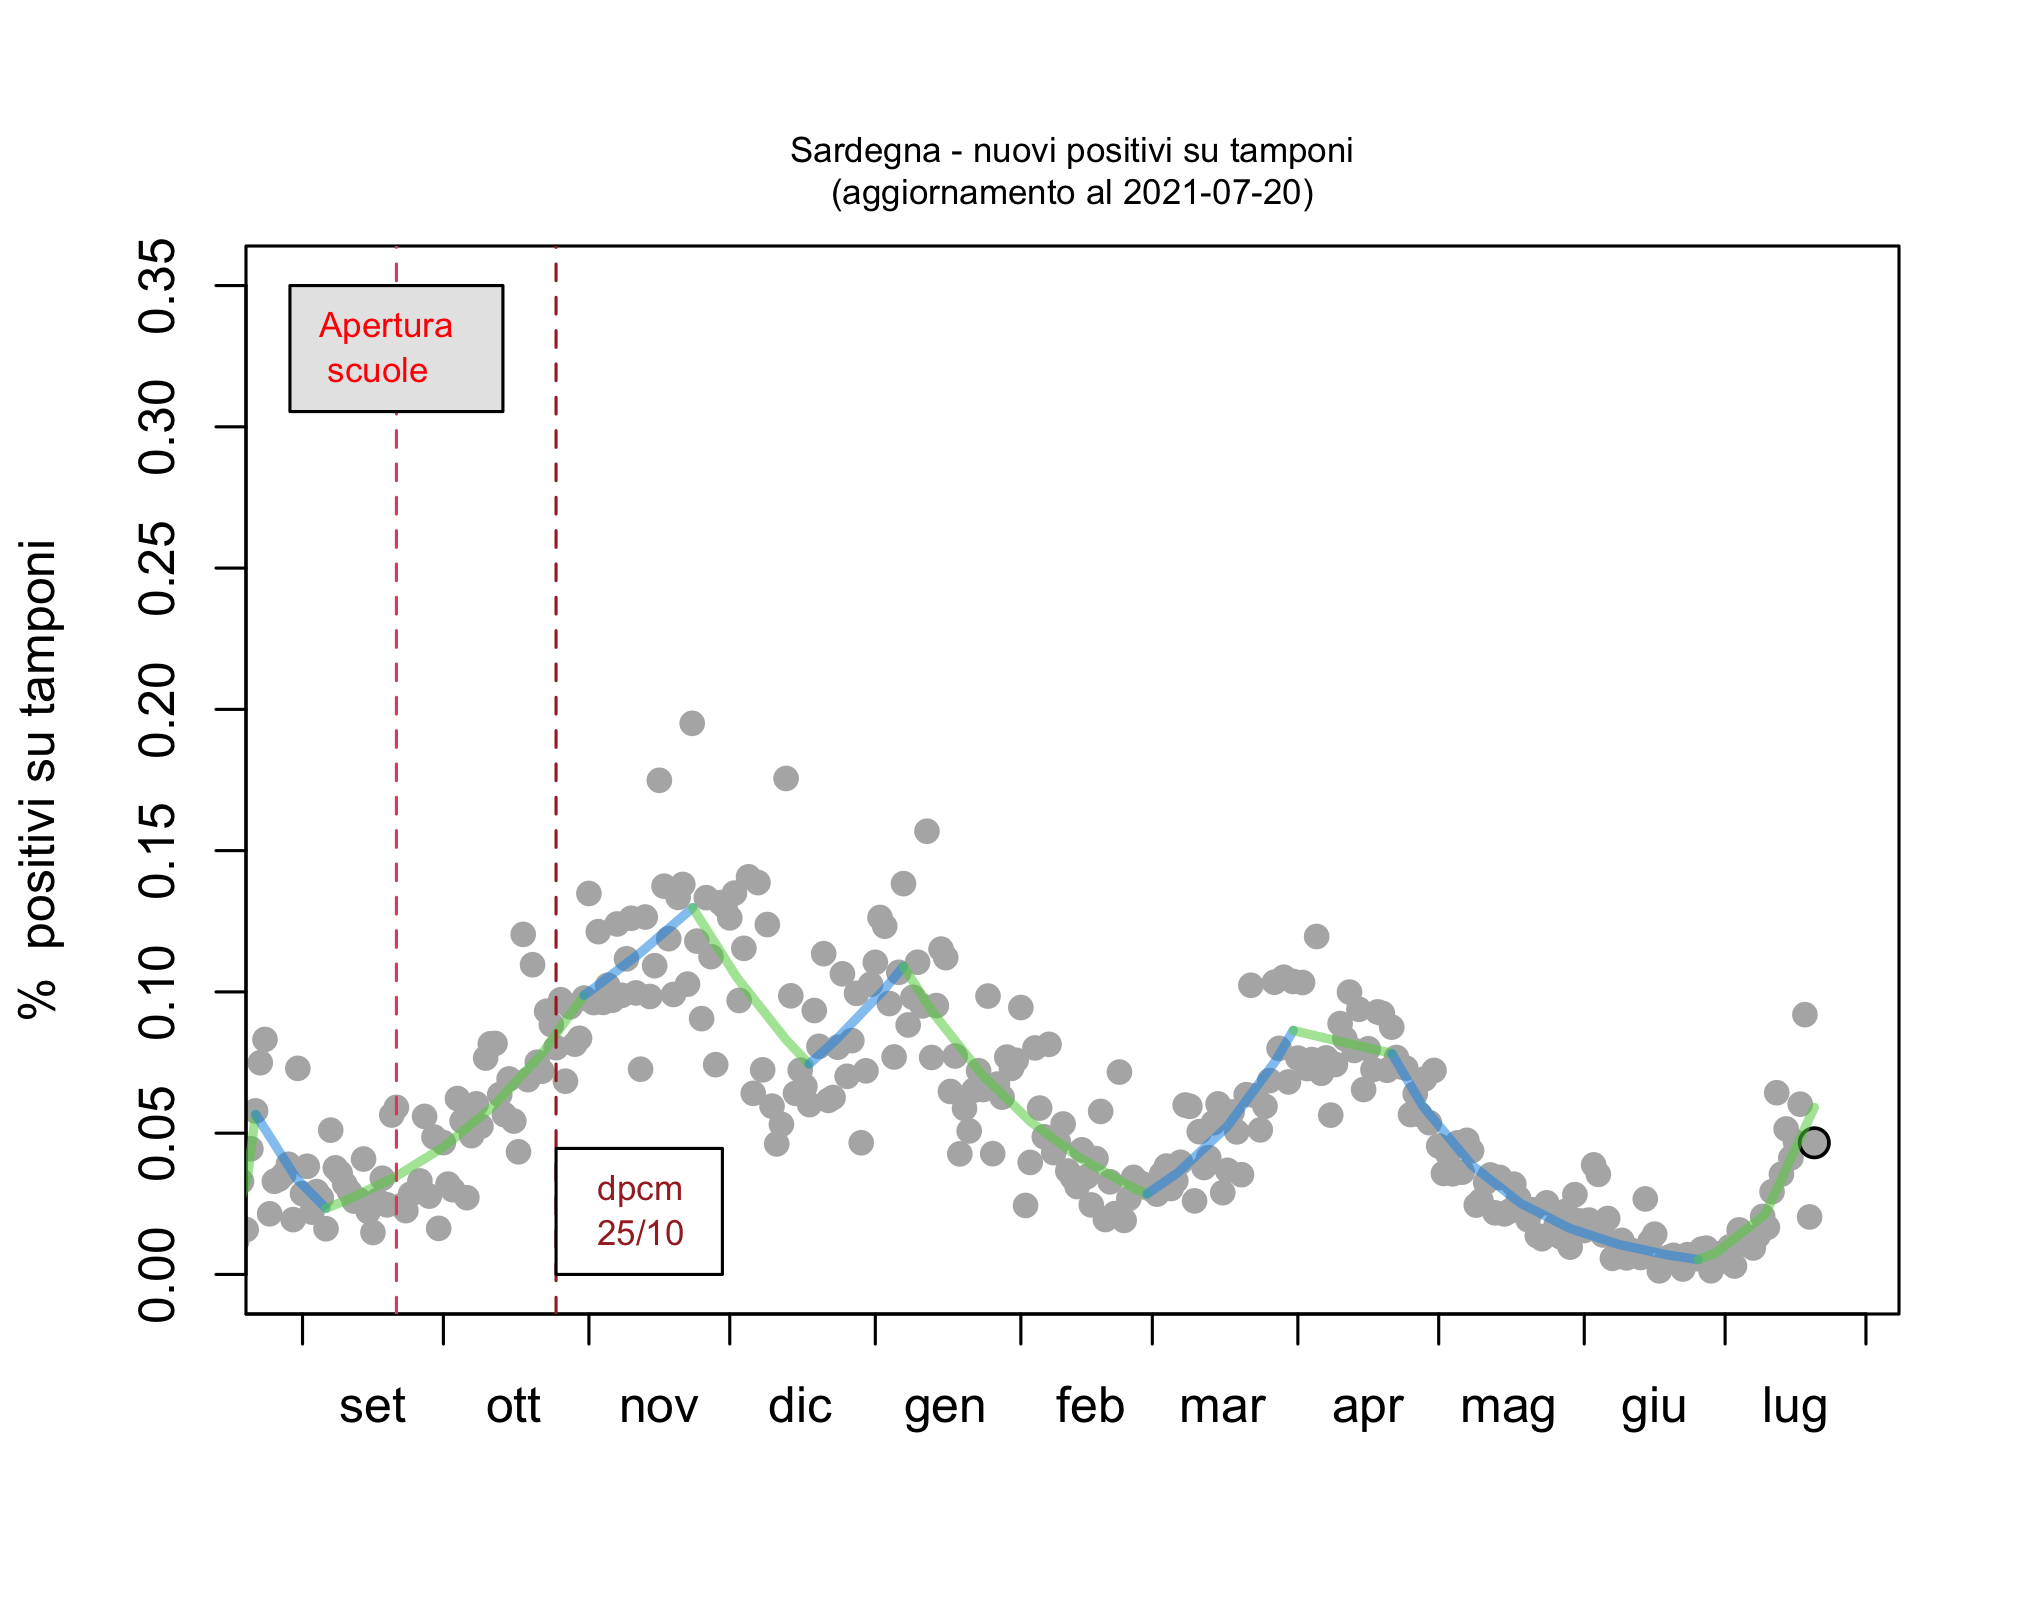 Sardegna - nuovi positivi su tamponi
(aggiornamento al 2021-07-20)
% positivi su tamponi
0.35
0.30
0.25
0.20
0.15
0.10
0.05
0.00
Apertura
scuole
dpcm
25/10
set ott nov dic gen feb mar apr mag giu lug